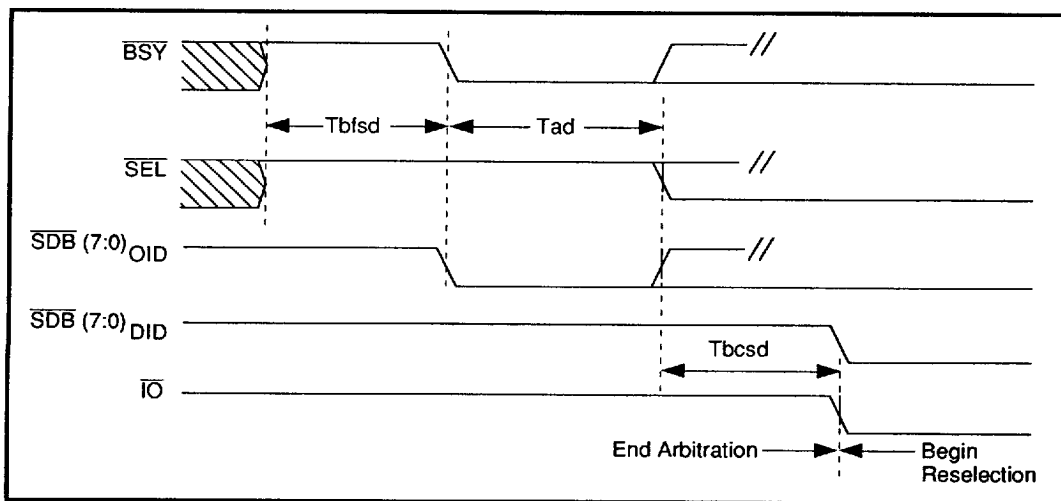 BSY
//
Tbfsd
Tad
SEL
//
SDB (7:0) OID
//
SDB (7:0) DID
Tbcsd
IO
End Arbitration
Begin
Reselection